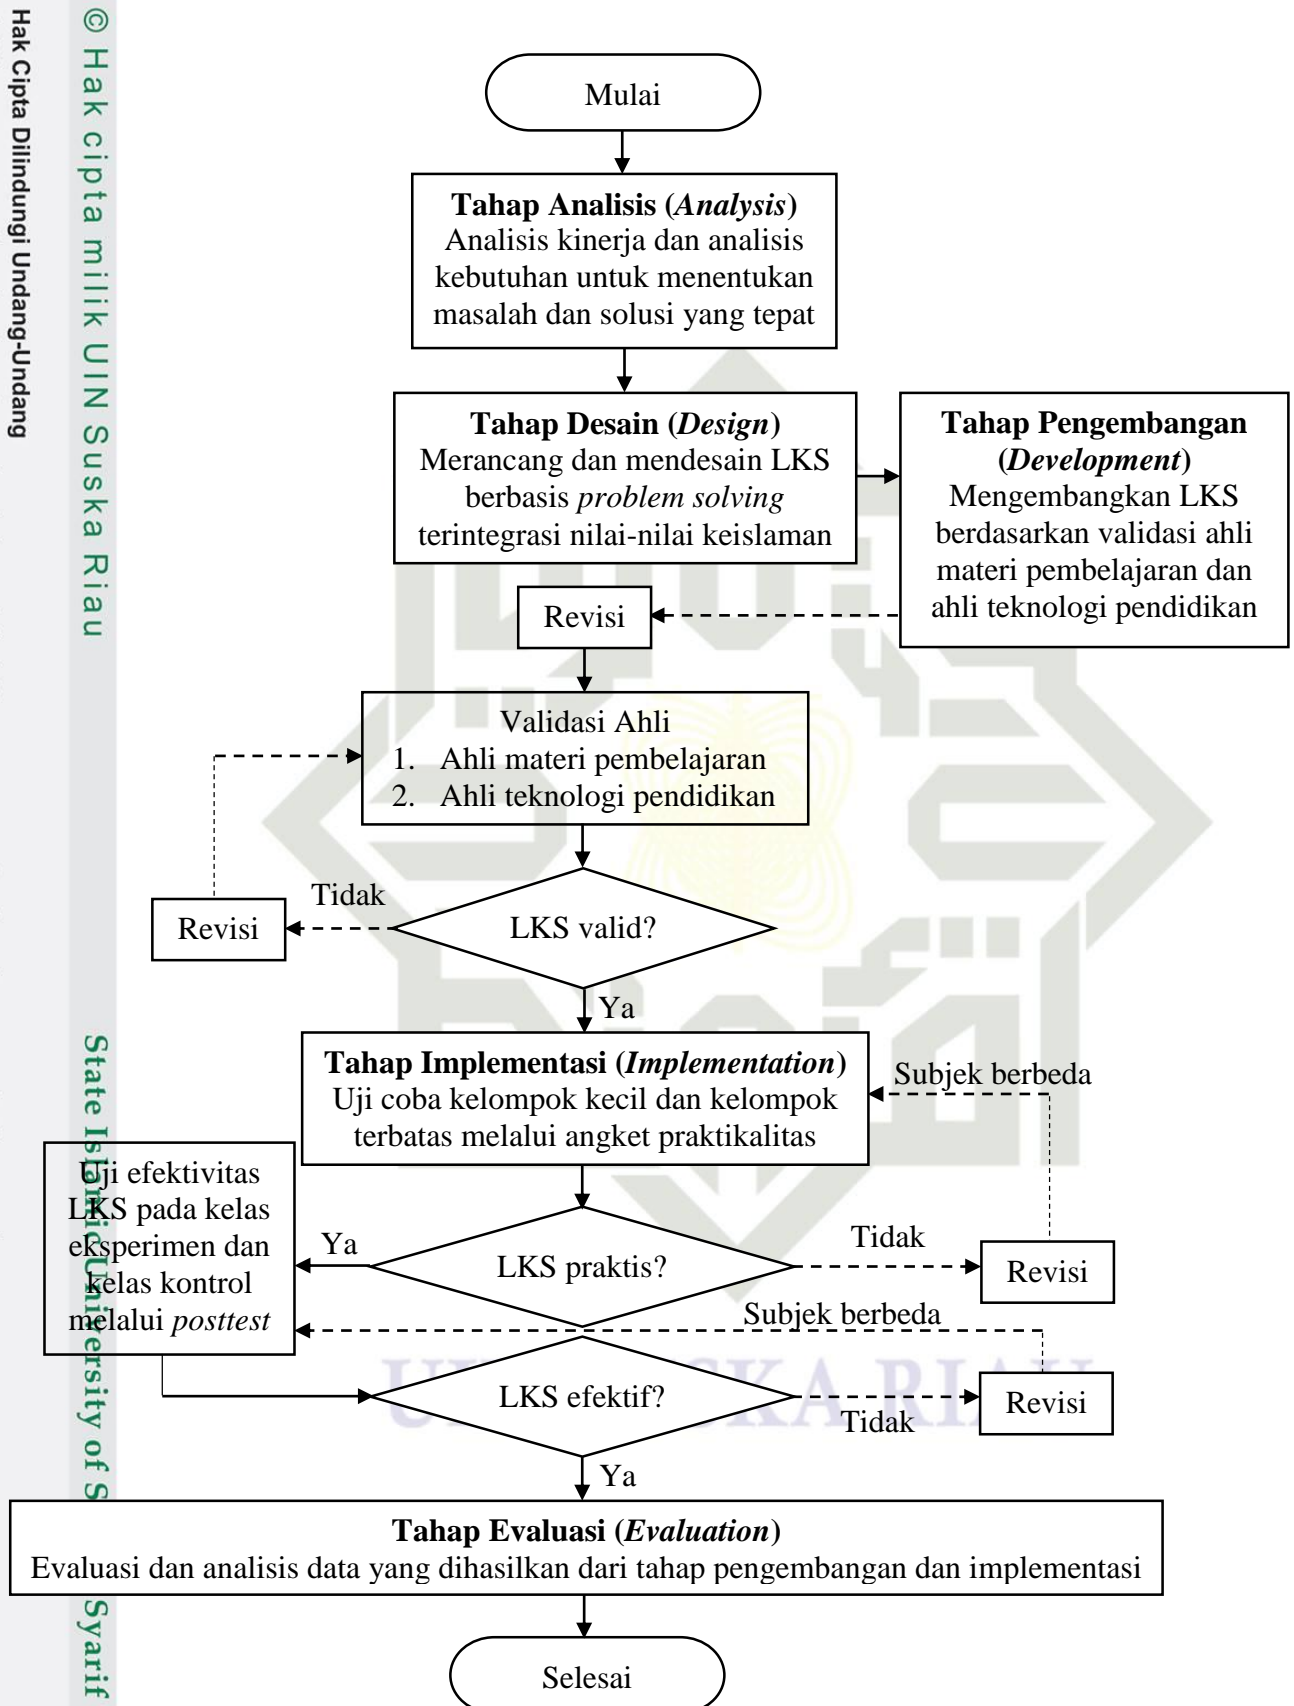 Hak Cipta Dilindungi Undang-Undang
© Hak cipta milik UIN Suska Riau
State Islamic University of S
Syarif
Mulai
Tahap Analisis (Analysis)
Analisis kinerja dan analisis
kebutuhan untuk menentukan
masalah dan solusi yang tepat
Tahap Desain (Design)
Merancang dan mendesain LKS
berbasis problem solving
terintegrasi nilai-nilai keislaman
Tahap Pengembangan
(Development)
Mengembangkan LKS
berdasarkan validasi ahli
materi pembelajaran dan
ahli teknologi pendidikan
Revisi
Validasi Ahli
1. Ahli materi pembelajaran
2. Ahli teknologi pendidikan
Tidak
Revisi
LKS valid?
Ya
Tahap Implementasi (Implementation)
Uji coba kelompok kecil dan kelompok
terbatas melalui angket praktikalitas
Subjek berbeda
Uji efektivitas
LKS pada kelas
eksperimen dan
kelas kontrol
melalui posttest
Ya
LKS praktis?
Tidak
Revisi
Subjek berbeda
LKS efektif?
Tidak
Revisi
Ya
Tahap Evaluasi (Evaluation)
Evaluasi dan analisis data yang dihasilkan dari tahap pengembangan dan implementasi
Selesai